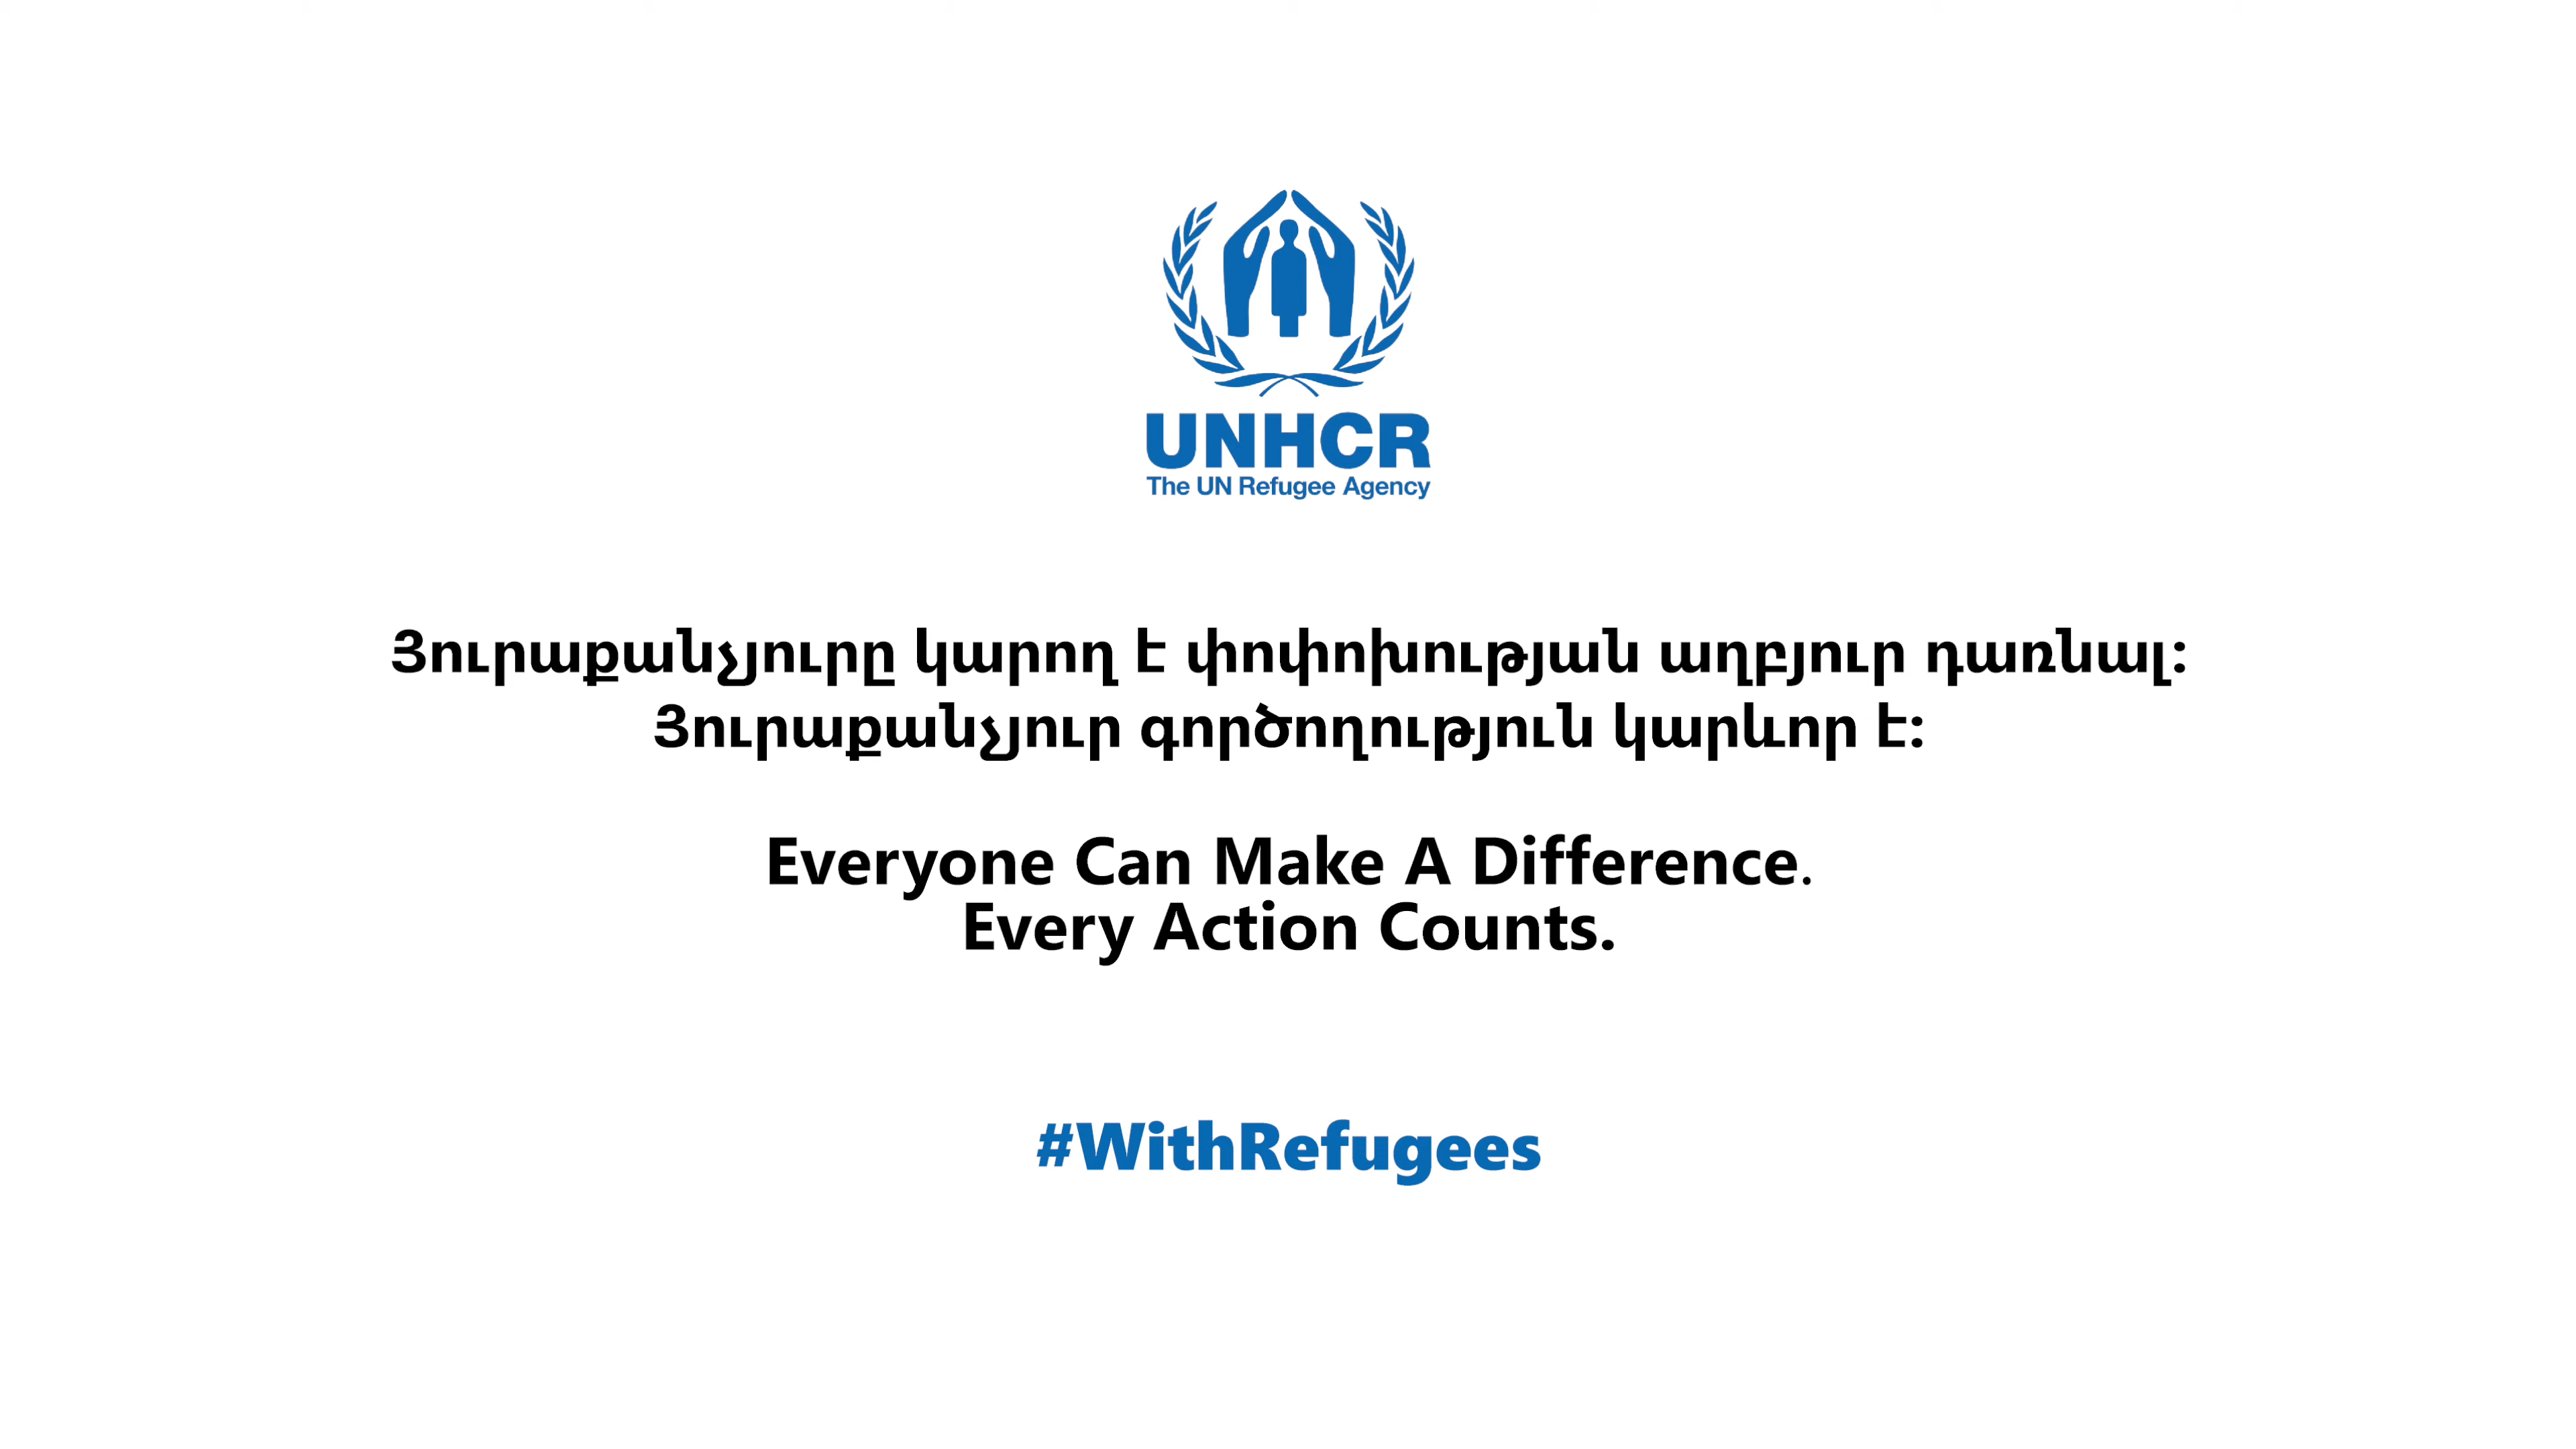 UNHCR
The UN Refugee Agency
Յուրաքանչյուրը կարող է փոփոխության աղբյուր դառնալ։
Յուրաքանչյուր գործողություն կարևոր է։
Everyone Can Make A Difference.
Every Action Counts.
#WithRefugees